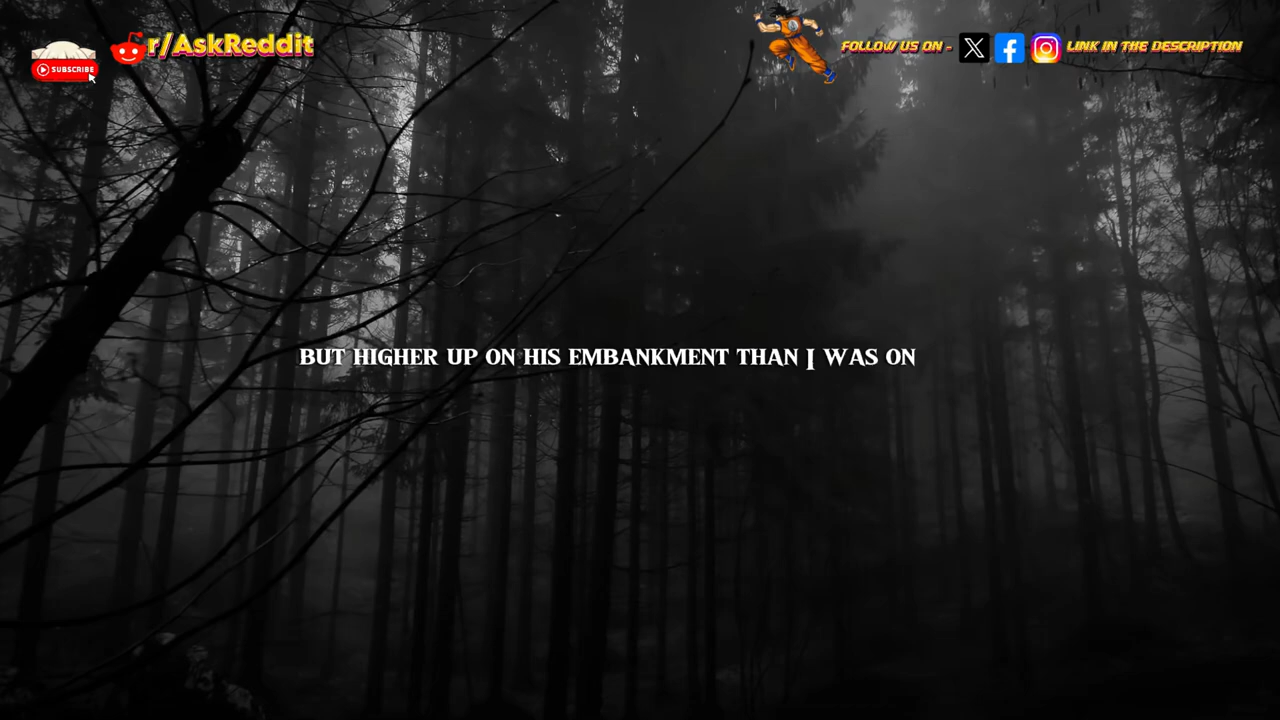 SUBSCRIBE
r/AskReddit
FOLLOW US ON -
LINK IN THE DESCRIPTION
BUT HIGHER UP ON HIS EMBANKMENT THAN I WAS ON